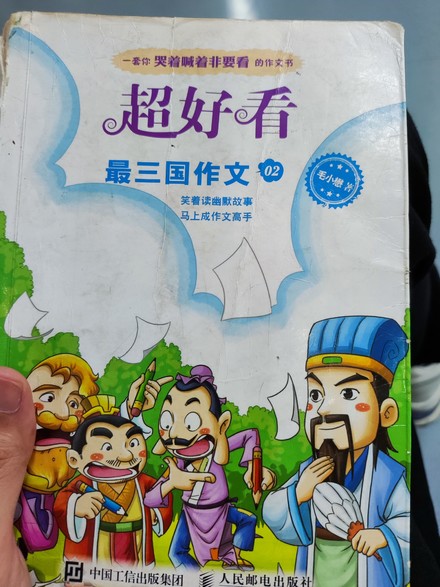 一套你 哭着喊着非要看 的作文书
超好看
最三国作文 02
毛小懋 著
笑着读幽默故事
马上成作文高手
中国工信出版集团 人民邮电出版社